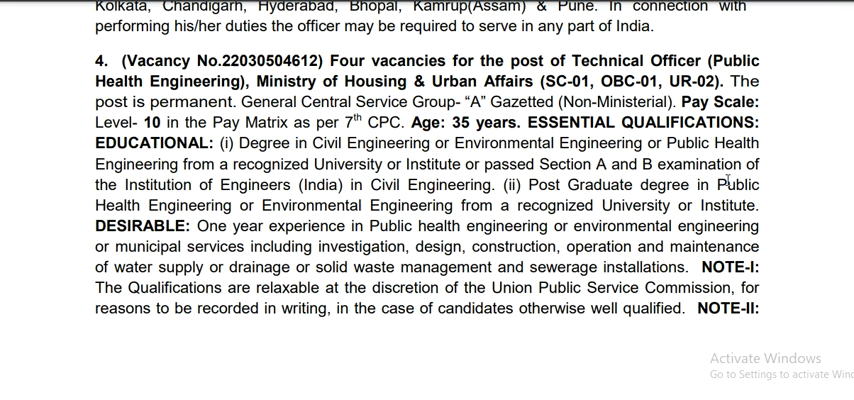 Kolkata, Chandigarh, Hyderabad, Bhopal, Kamrup(Assam) & Pune. In connection with
performing his/her duties the officer may be required to serve in any part of India.
4. (Vacancy No.22030504612) Four vacancies for the post of Technical Officer (Public
Health Engineering), Ministry of Housing & Urban Affairs (SC-01, OBC-01, UR-02). The
post is permanent. General Central Service Group- “A” Gazetted (Non-Ministerial). Pay Scale:
Level- 10 in the Pay Matrix as per 7th CPC. Age: 35 years. ESSENTIAL QUALIFICATIONS:
EDUCATIONAL: (i) Degree in Civil Engineering or Environmental Engineering or Public Health
Engineering from a recognized University or Institute or passed Section A and B examination of
the Institution of Engineers (India) in Civil Engineering. (ii) Post Graduate degree in Public
Health Engineering or Environmental Engineering from a recognized University or Institute.
DESIRABLE: One year experience in Public health engineering or environmental engineering
or municipal services including investigation, design, construction, operation and maintenance
of water supply or drainage or solid waste management and sewerage installations. NOTE-I:
The Qualifications are relaxable at the discretion of the Union Public Service Commission, for
reasons to be recorded in writing, in the case of candidates otherwise well qualified. NOTE-II:
Activate Windows
Go to Settings to activate Wind